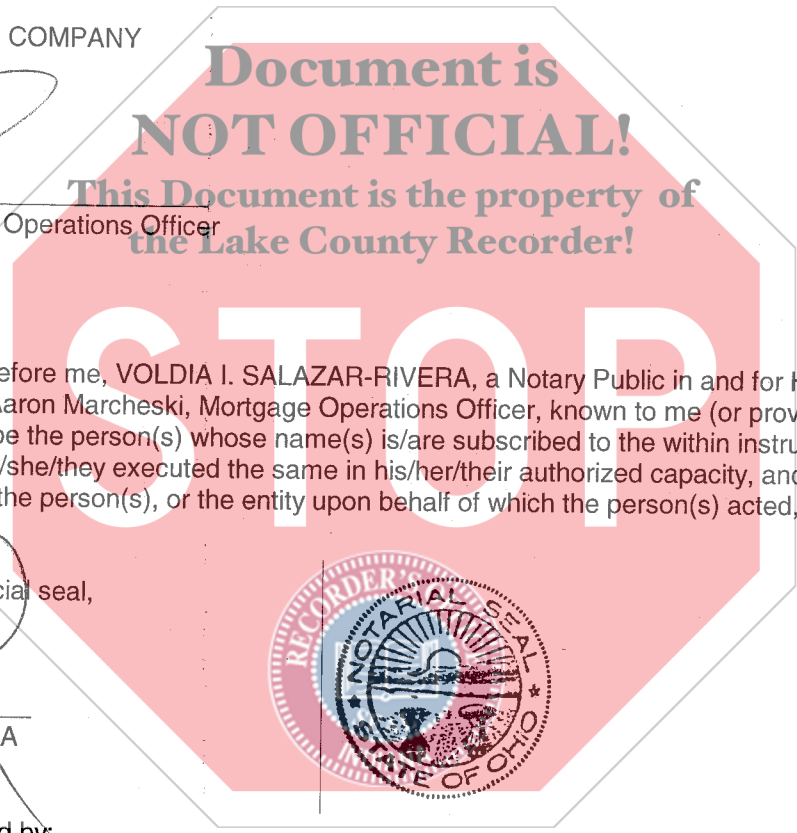 COMPANY
Document is
NOT OFFICIAL!
This Document is the property of
Operations Officer
the Lake County Recorder!
STOP
efore me, VOLDIA I. SALAZAR-RIVERA, a Notary Public in and for H
Aaron Marcheski, Mortgage Operations Officer, known to me (or prov
be the person(s) whose name(s) is/are subscribed to the within instru
/she/they executed the same in his/her/their authorized capacity, and
the person(s), or the entity upon behalf of which the person(s) acted,
cial seal,
RECORDER'S
NOTARIAL SEAL
STATE OF OHIO
A
d by: